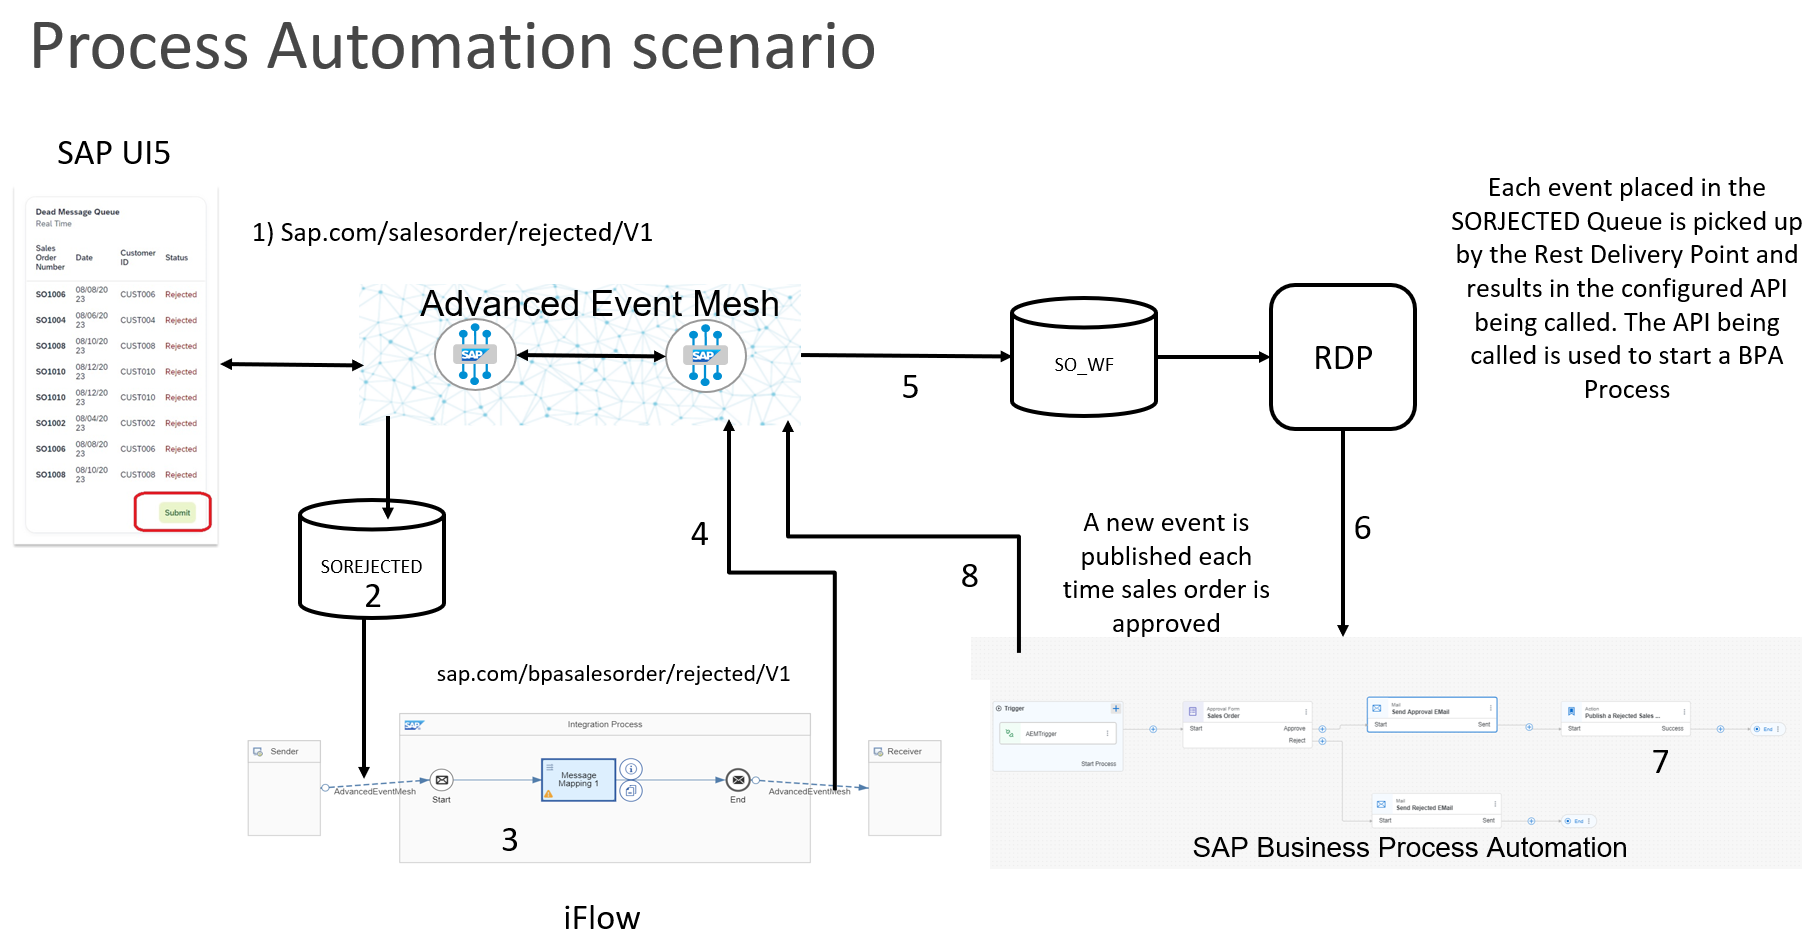 Process Automation scenario
SAP UI5
Dead Message Queue
Real Time
Sales Order Number Date Customer ID Status
SO1006 08/08/2023 CUST006 Rejected
SO1004 08/06/2023 CUST004 Rejected
SO1008 08/10/2023 CUST008 Rejected
SO1010 08/12/2023 CUST010 Rejected
SO1010 08/12/2023 CUST010 Rejected
SO1002 08/04/2023 CUST002 Rejected
SO1006 08/08/2023 CUST006 Rejected
SO1008 08/10/2023 CUST008 Rejected
Submit
1) Sap.com/salesorder/rejected/V1
Advanced Event Mesh
SAP
SAP
5
SO_WF
RDP
Each event placed in the
SORJECTED Queue is picked up
by the Rest Delivery Point and
results in the configured API
being called. The API being
called is used to start a BPA
Process
SOREJECTED
2
4
8
A new event is
published each
time sales order is
approved
6
sap.com/bpasalesorder/rejected/V1
SAP
Integration Process
Sender
AdvancedEventMesh
Start
Message
Mapping 1
End
AdvancedEventMesh
Receiver
3
iFlow
Trigger
AEMTrigger
Start Process
Approval Form
Sales Order
Start
Approve
Reject
Mail
Send Approval EMail
Start
Sent
Action
Publish a Rejected Sales ...
Start
Success
End
7
Mail
Send Rejected EMail
Start
Sent
End
SAP Business Process Automation